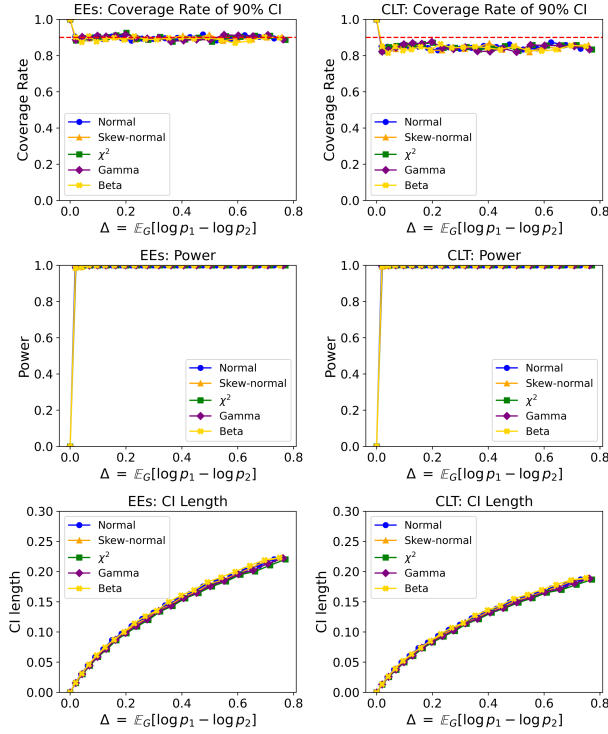 EEs: Coverage Rate of 90% CI
Coverage Rate
1.0
0.8
0.6
0.4
0.2
0.0
Normal
Skew-normal
χ²
Gamma
Beta
0.0 0.2 0.4 0.6 0.8
Δ = 𝔼_G[log p₁ − log p₂]
CLT: Coverage Rate of 90% CI
Coverage Rate
1.0
0.8
0.6
0.4
0.2
0.0
Normal
Skew-normal
χ²
Gamma
Beta
0.0 0.2 0.4 0.6 0.8
Δ = 𝔼_G[log p₁ − log p₂]
EEs: Power
Power
1.0
0.8
0.6
0.4
0.2
0.0
Normal
Skew-normal
χ²
Gamma
Beta
0.0 0.2 0.4 0.6 0.8
Δ = 𝔼_G[log p₁ − log p₂]
CLT: Power
Power
1.0
0.8
0.6
0.4
0.2
0.0
Normal
Skew-normal
χ²
Gamma
Beta
0.0 0.2 0.4 0.6 0.8
Δ = 𝔼_G[log p₁ − log p₂]
EEs: CI Length
CI length
0.30
0.25
0.20
0.15
0.10
0.05
0.00
Normal
Skew-normal
χ²
Gamma
Beta
0.0 0.2 0.4 0.6 0.8
Δ = 𝔼_G[log p₁ − log p₂]
CLT: CI Length
CI length
0.30
0.25
0.20
0.15
0.10
0.05
0.00
Normal
Skew-normal
χ²
Gamma
Beta
0.0 0.2 0.4 0.6 0.8
Δ = 𝔼_G[log p₁ − log p₂]